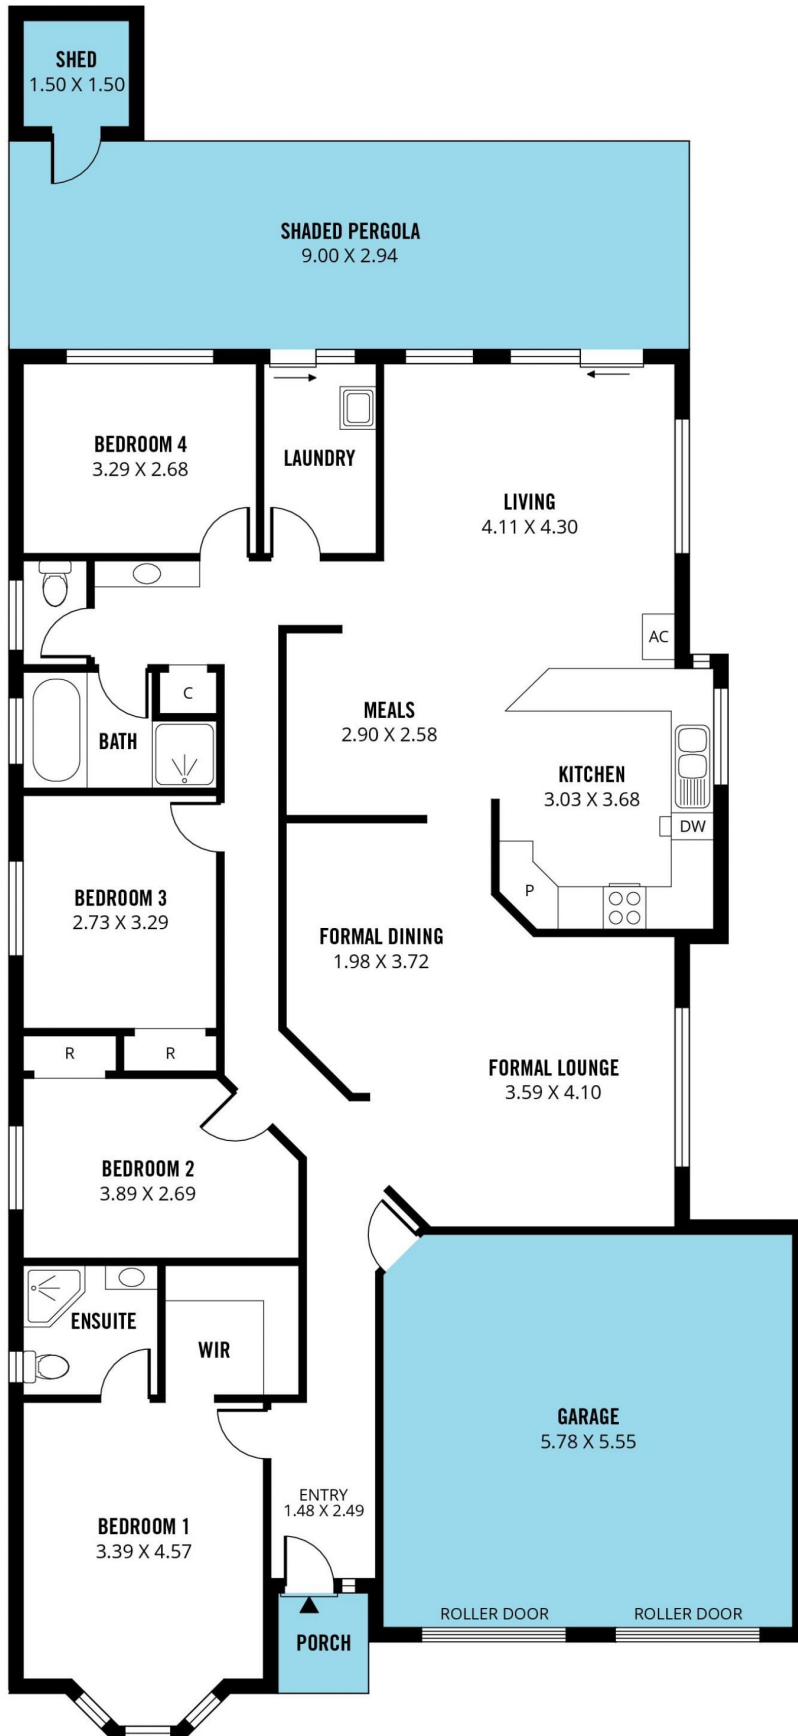 SHED
1.50 X 1.50
SHADED PERGOLA
9.00 X 2.94
BEDROOM 4
3.29 X 2.68
LAUNDRY
LIVING
4.11 X 4.30
AC
C
BATH
MEALS
2.90 X 2.58
KITCHEN
3.03 X 3.68
DW
P
BEDROOM 3
2.73 X 3.29
FORMAL DINING
1.98 X 3.72
R
R
FORMAL LOUNGE
3.59 X 4.10
BEDROOM 2
3.89 X 2.69
ENSUITE
WIR
GARAGE
5.78 X 5.55
ENTRY
1.48 X 2.49
BEDROOM 1
3.39 X 4.57
ROLLER DOOR
ROLLER DOOR
PORCH